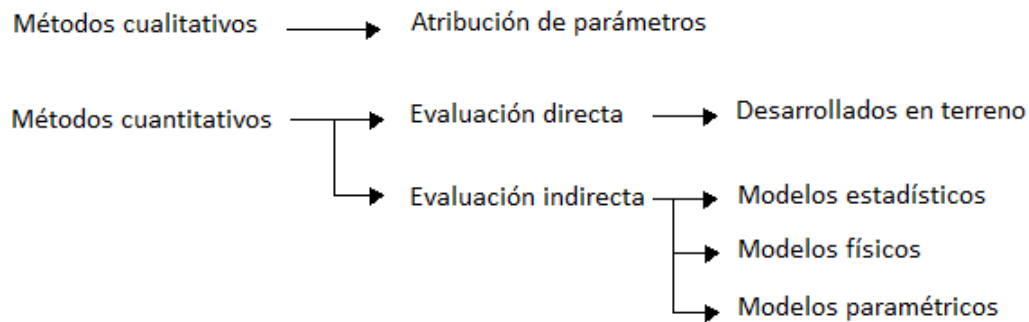 Métodos cualitativos Atribución de parámetros
Métodos cuantitativos Evaluación directa Desarrollados en terreno
Evaluación indirecta Modelos estadísticos
Modelos físicos
Modelos paramétricos